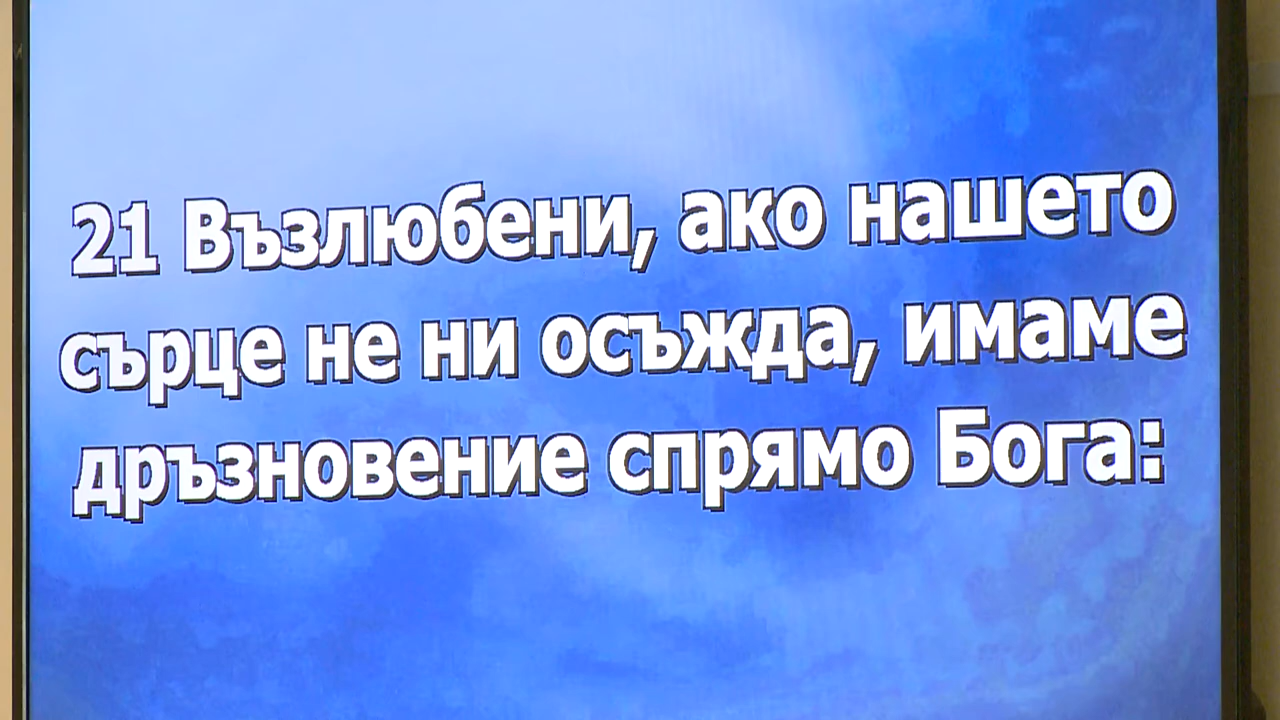 21 Възлюбени, ако нашето
сърце не ни осъжда, имаме
дръзновение спрямо Бога: